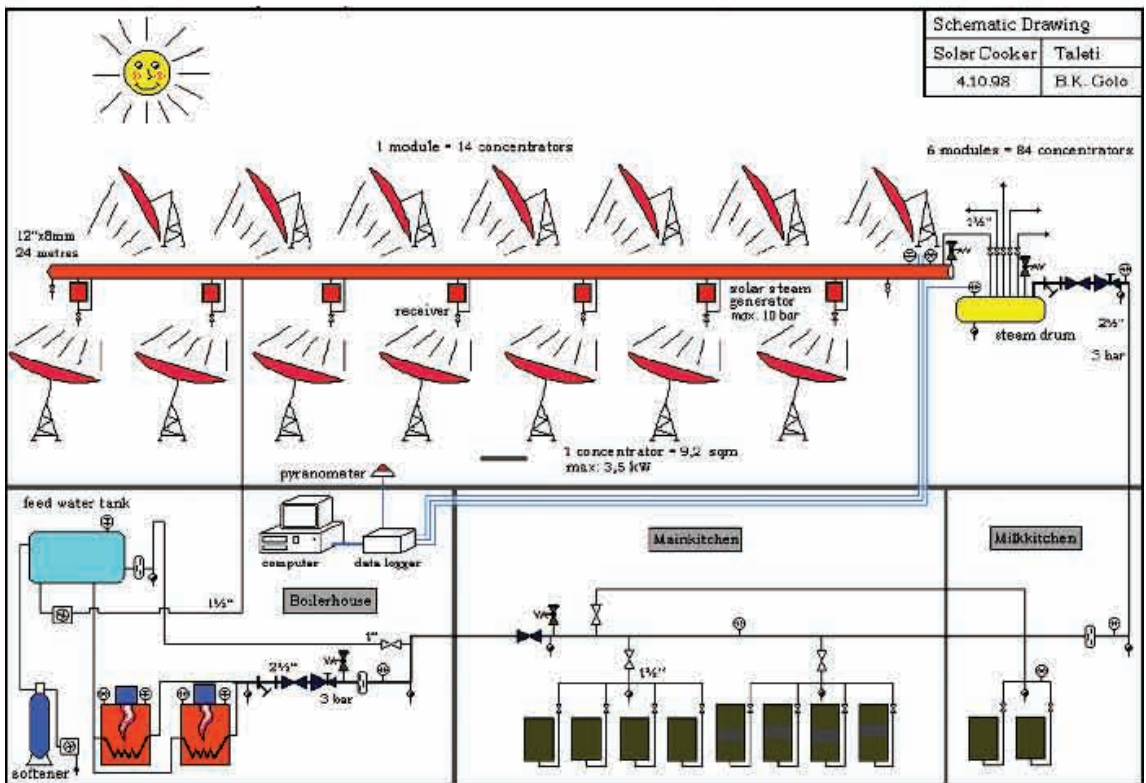 Schematic Drawing
Solar Cooker Taleti
4.10.98 B.K. Golo
1 module = 14 concentrators
6 modules = 84 concentrators
12"x8mm
24 metres
1½"
receiver
solar steam
generator
max. 10 bar
steam drum
2½"
3 bar
1 concentrator = 9,2 sqm
max: 3,5 kW
pyranometer
feed water tank
computer
data logger
Mainkitchen
Milkkitchen
Boilerhouse
1½"
1"
2½"
3 bar
1½"
softener